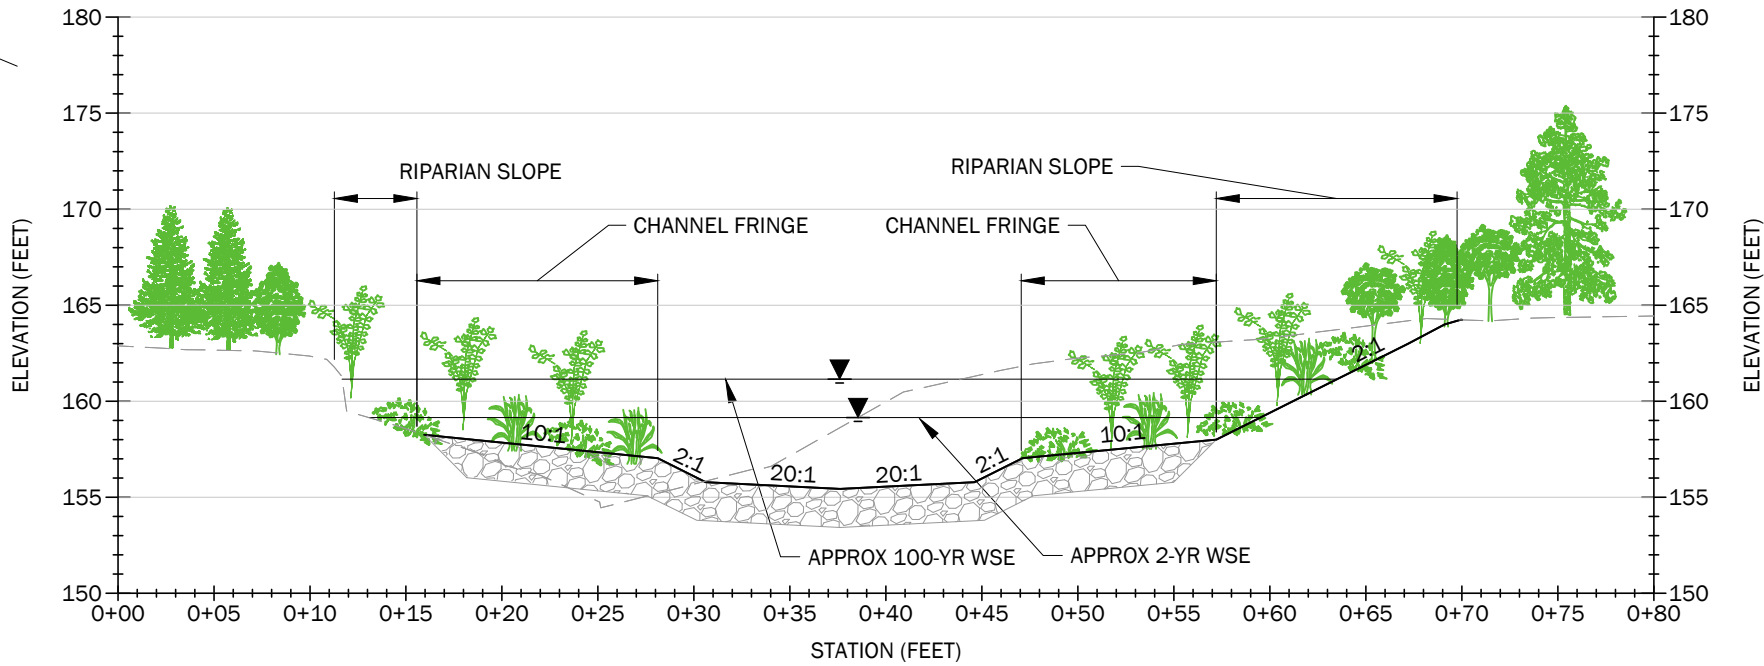 180
180
175
175
RIPARIAN SLOPE
RIPARIAN SLOPE
170
170
CHANNEL FRINGE
CHANNEL FRINGE
ELEVATION (FEET)
ELEVATION (FEET)
165
165
2:1
160
160
10:1
10:1
2:1
20:1
20:1
2:1
155
155
APPROX 100-YR WSE
APPROX 2-YR WSE
150
150
0+00 0+05 0+10 0+15 0+20 0+25 0+30 0+35 0+40 0+45 0+50 0+55 0+60 0+65 0+70 0+75 0+80
STATION (FEET)